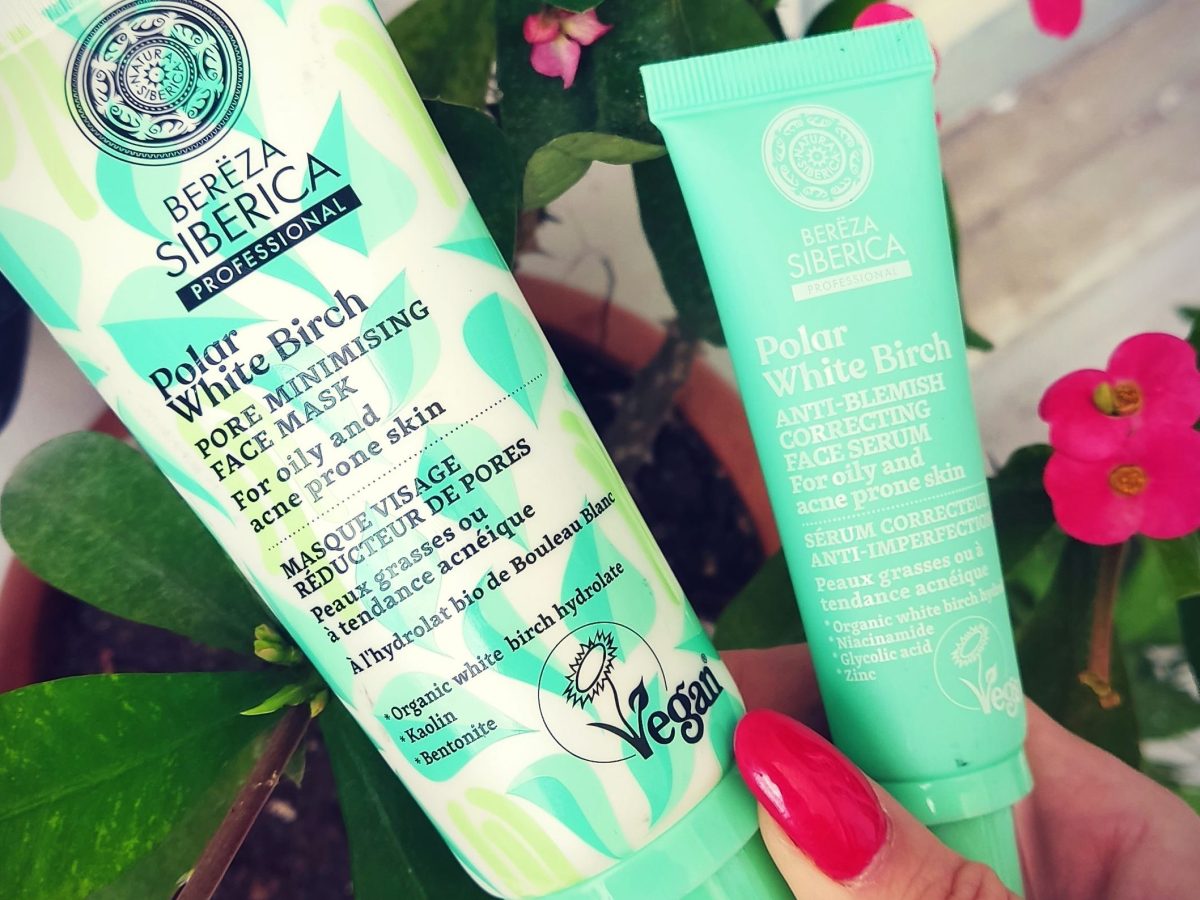 NATURA
SIBERICA
BERËZA
SIBERICA
PROFESSIONAL
Polar
White Birch
PORE MINIMISING
FACE MASK
For oily and
acne prone skin
MASQUE VISAGE
RÉDUCTEUR DE PORES
Peaux grasses ou
à tendance acnéique
À l'hydrolat bio de Bouleau Blanc
*Organic white birch hydrolate
*Kaolin
*Bentonite
Vegan®
NATURA
SIBERICA
BERËZA
SIBERICA
PROFESSIONAL
Polar
White Birch
ANTI-BLEMISH
CORRECTING
FACE SERUM
For oily and
acne prone skin
SÉRUM CORRECTEUR
ANTI-IMPERFECTION
Peaux grasses ou à
tendance acnéique
*Organic white birch
*Niacinamide
*Glycolic acid
*Zinc
Vegan